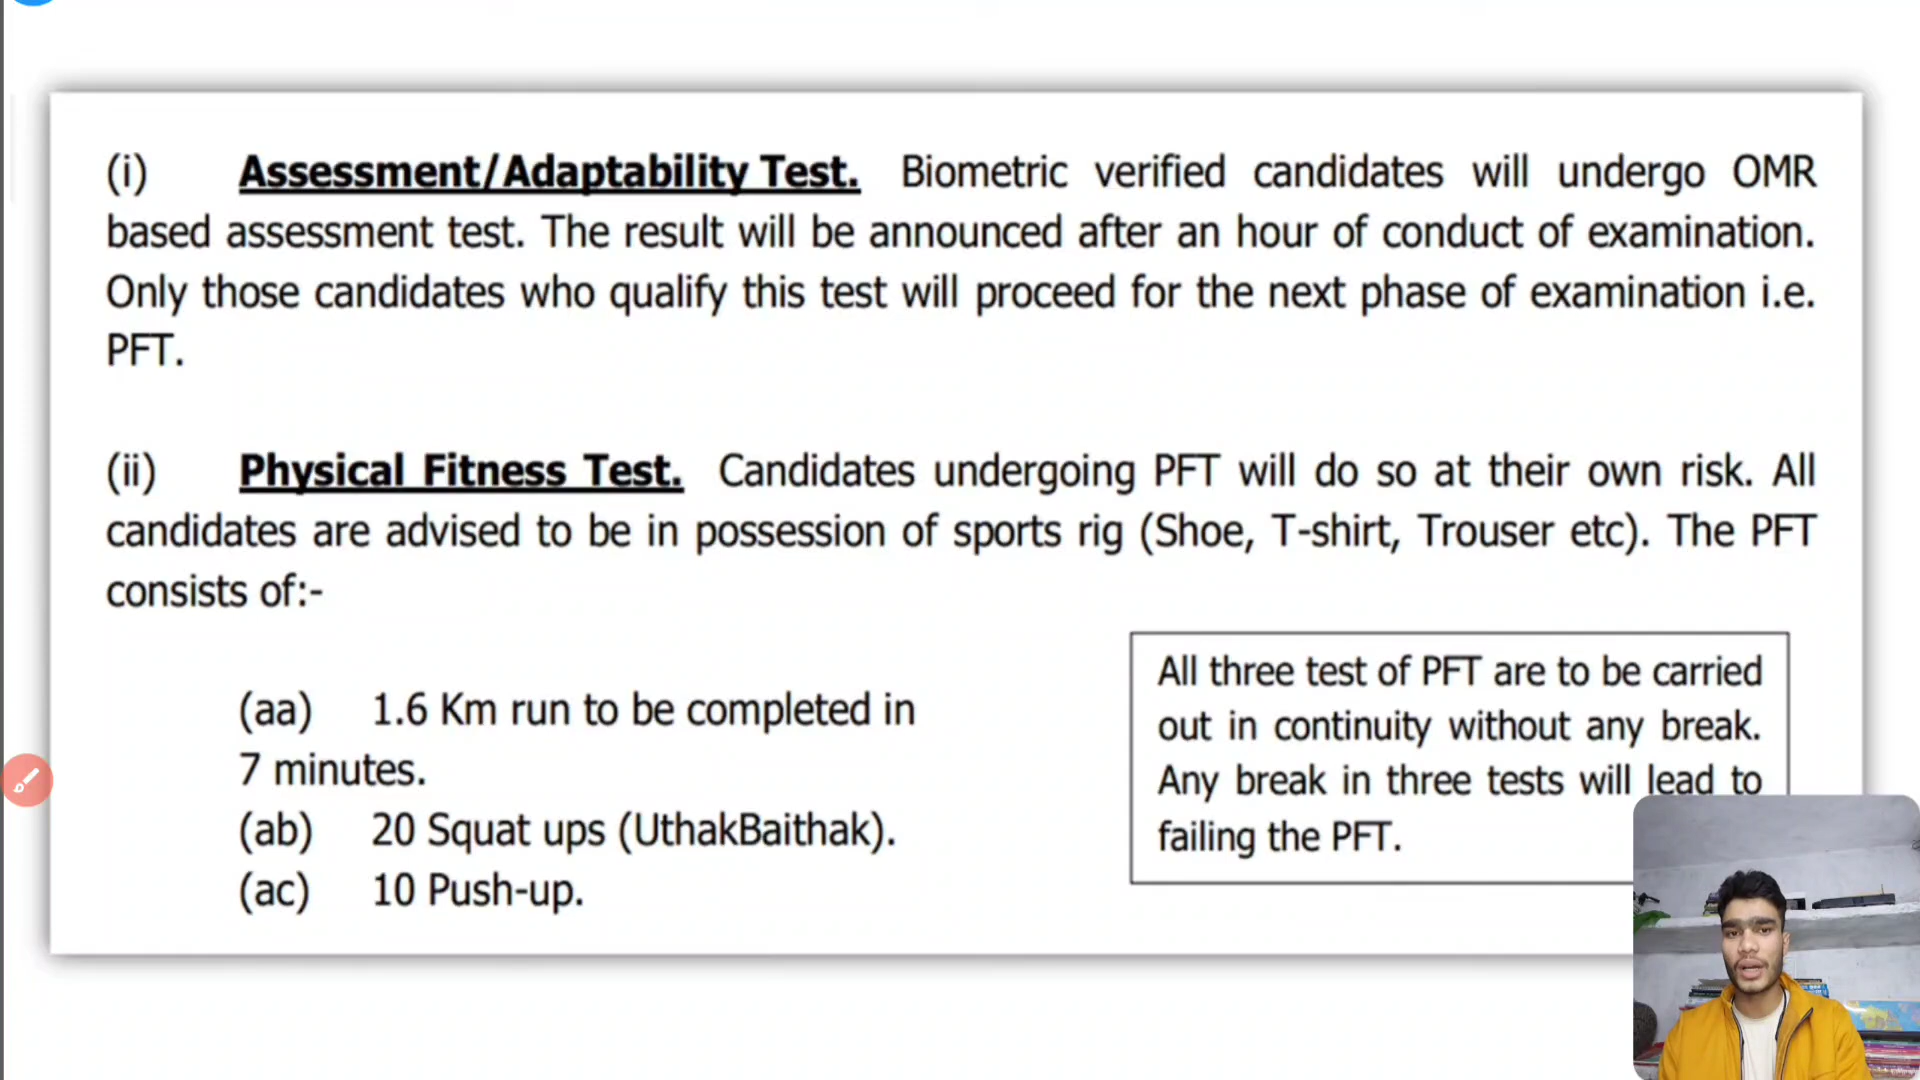 (i) Assessment/Adaptability Test. Biometric verified candidates will undergo OMR
based assessment test. The result will be announced after an hour of conduct of examination.
Only those candidates who qualify this test will proceed for the next phase of examination i.e.
PFT.
(ii) Physical Fitness Test. Candidates undergoing PFT will do so at their own risk. All
candidates are advised to be in possession of sports rig (Shoe, T-shirt, Trouser etc). The PFT
consists of:-
(aa) 1.6 Km run to be completed in
7 minutes.
(ab) 20 Squat ups (UthakBaithak).
(ac) 10 Push-up.
All three test of PFT are to be carried
out in continuity without any break.
Any break in three tests will lead to
failing the PFT.